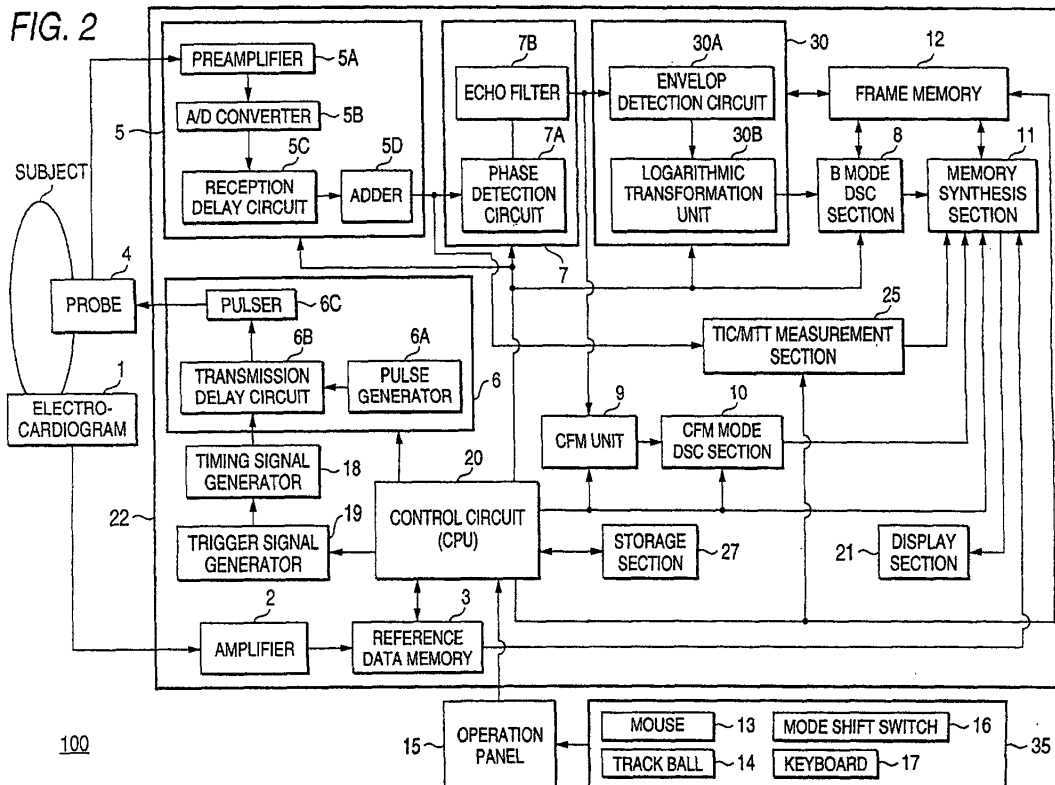 FIG. 2
PREAMPLIFIER
5A
A/D CONVERTER
5B
5
5C
5D
RECEPTION
DELAY CIRCUIT
ADDER
7B
ECHO FILTER
7A
PHASE
DETECTION
CIRCUIT
7
30A
30
ENVELOP
DETECTION CIRCUIT
30B
LOGARITHMIC
TRANSFORMATION
UNIT
12
FRAME MEMORY
8
B MODE
DSC
SECTION
11
MEMORY
SYNTHESIS
SECTION
SUBJECT
4
PROBE
1
ELECTRO-
CARDIOGRAM
PULSER
6C
6B
6A
TRANSMISSION
DELAY CIRCUIT
PULSE
GENERATOR
6
25
TIC/MTT MEASUREMENT
SECTION
9
CFM UNIT
10
CFM MODE
DSC SECTION
TIMING SIGNAL
GENERATOR
18
22
19
TRIGGER SIGNAL
GENERATOR
20
CONTROL CIRCUIT
(CPU)
STORAGE
SECTION
27
21
DISPLAY
SECTION
2
AMPLIFIER
3
REFERENCE
DATA MEMORY
100
15
OPERATION
PANEL
MOUSE
13
MODE SHIFT SWITCH
16
TRACK BALL
14
KEYBOARD
17
35